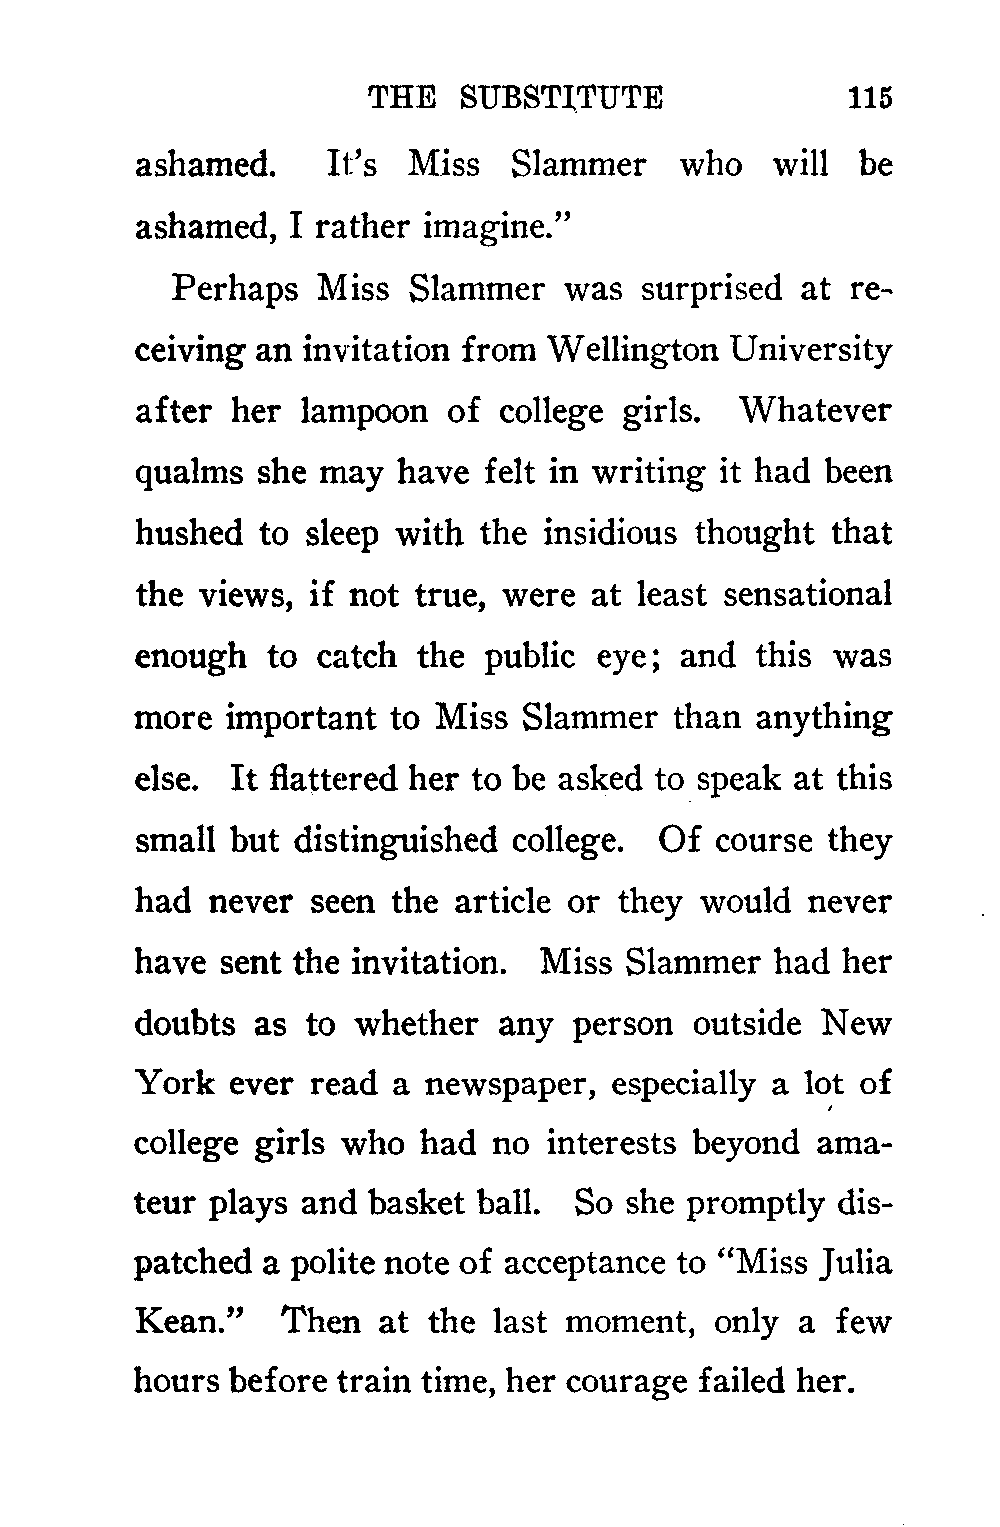 THE SUBSTITUTE 115
ashamed. It's Miss Slammer who will be
ashamed, I rather imagine."
Perhaps Miss Slammer was surprised at re-
ceiving an invitation from Wellington University
after her lampoon of college girls. Whatever
qualms she may have felt in writing it had been
hushed to sleep with the insidious thought that
the views, if not true, were at least sensational
enough to catch the public eye; and this was
more important to Miss Slammer than anything
else. It flattered her to be asked to speak at this
small but distinguished college. Of course they
had never seen the article or they would never
have sent the invitation. Miss Slammer had her
doubts as to whether any person outside New
York ever read a newspaper, especially a lot of
college girls who had no interests beyond ama-
teur plays and basket ball. So she promptly dis-
patched a polite note of acceptance to "Miss Julia
Kean." Then at the last moment, only a few
hours before train time, her courage failed her.